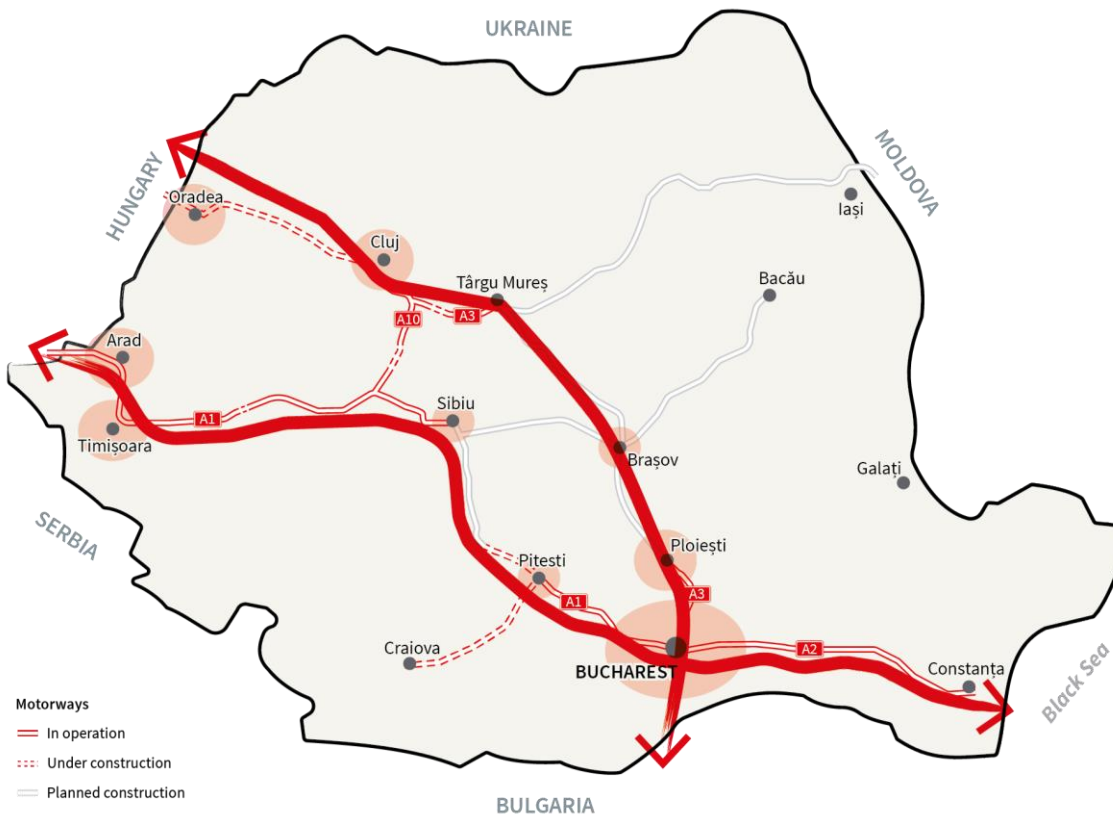 UKRAINE
MOLDOVA
HUNGARY
Oradea
Iași
Cluj
Târgu Mureș
Bacău
A10
A3
Arad
Sibiu
A1
Timișoara
Brașov
Galați
SERBIA
Ploiești
Pitesti
A1
A3
Craiova
A2
BUCHAREST
Constanța
Black Sea
Motorways
In operation
Under construction
Planned construction
BULGARIA